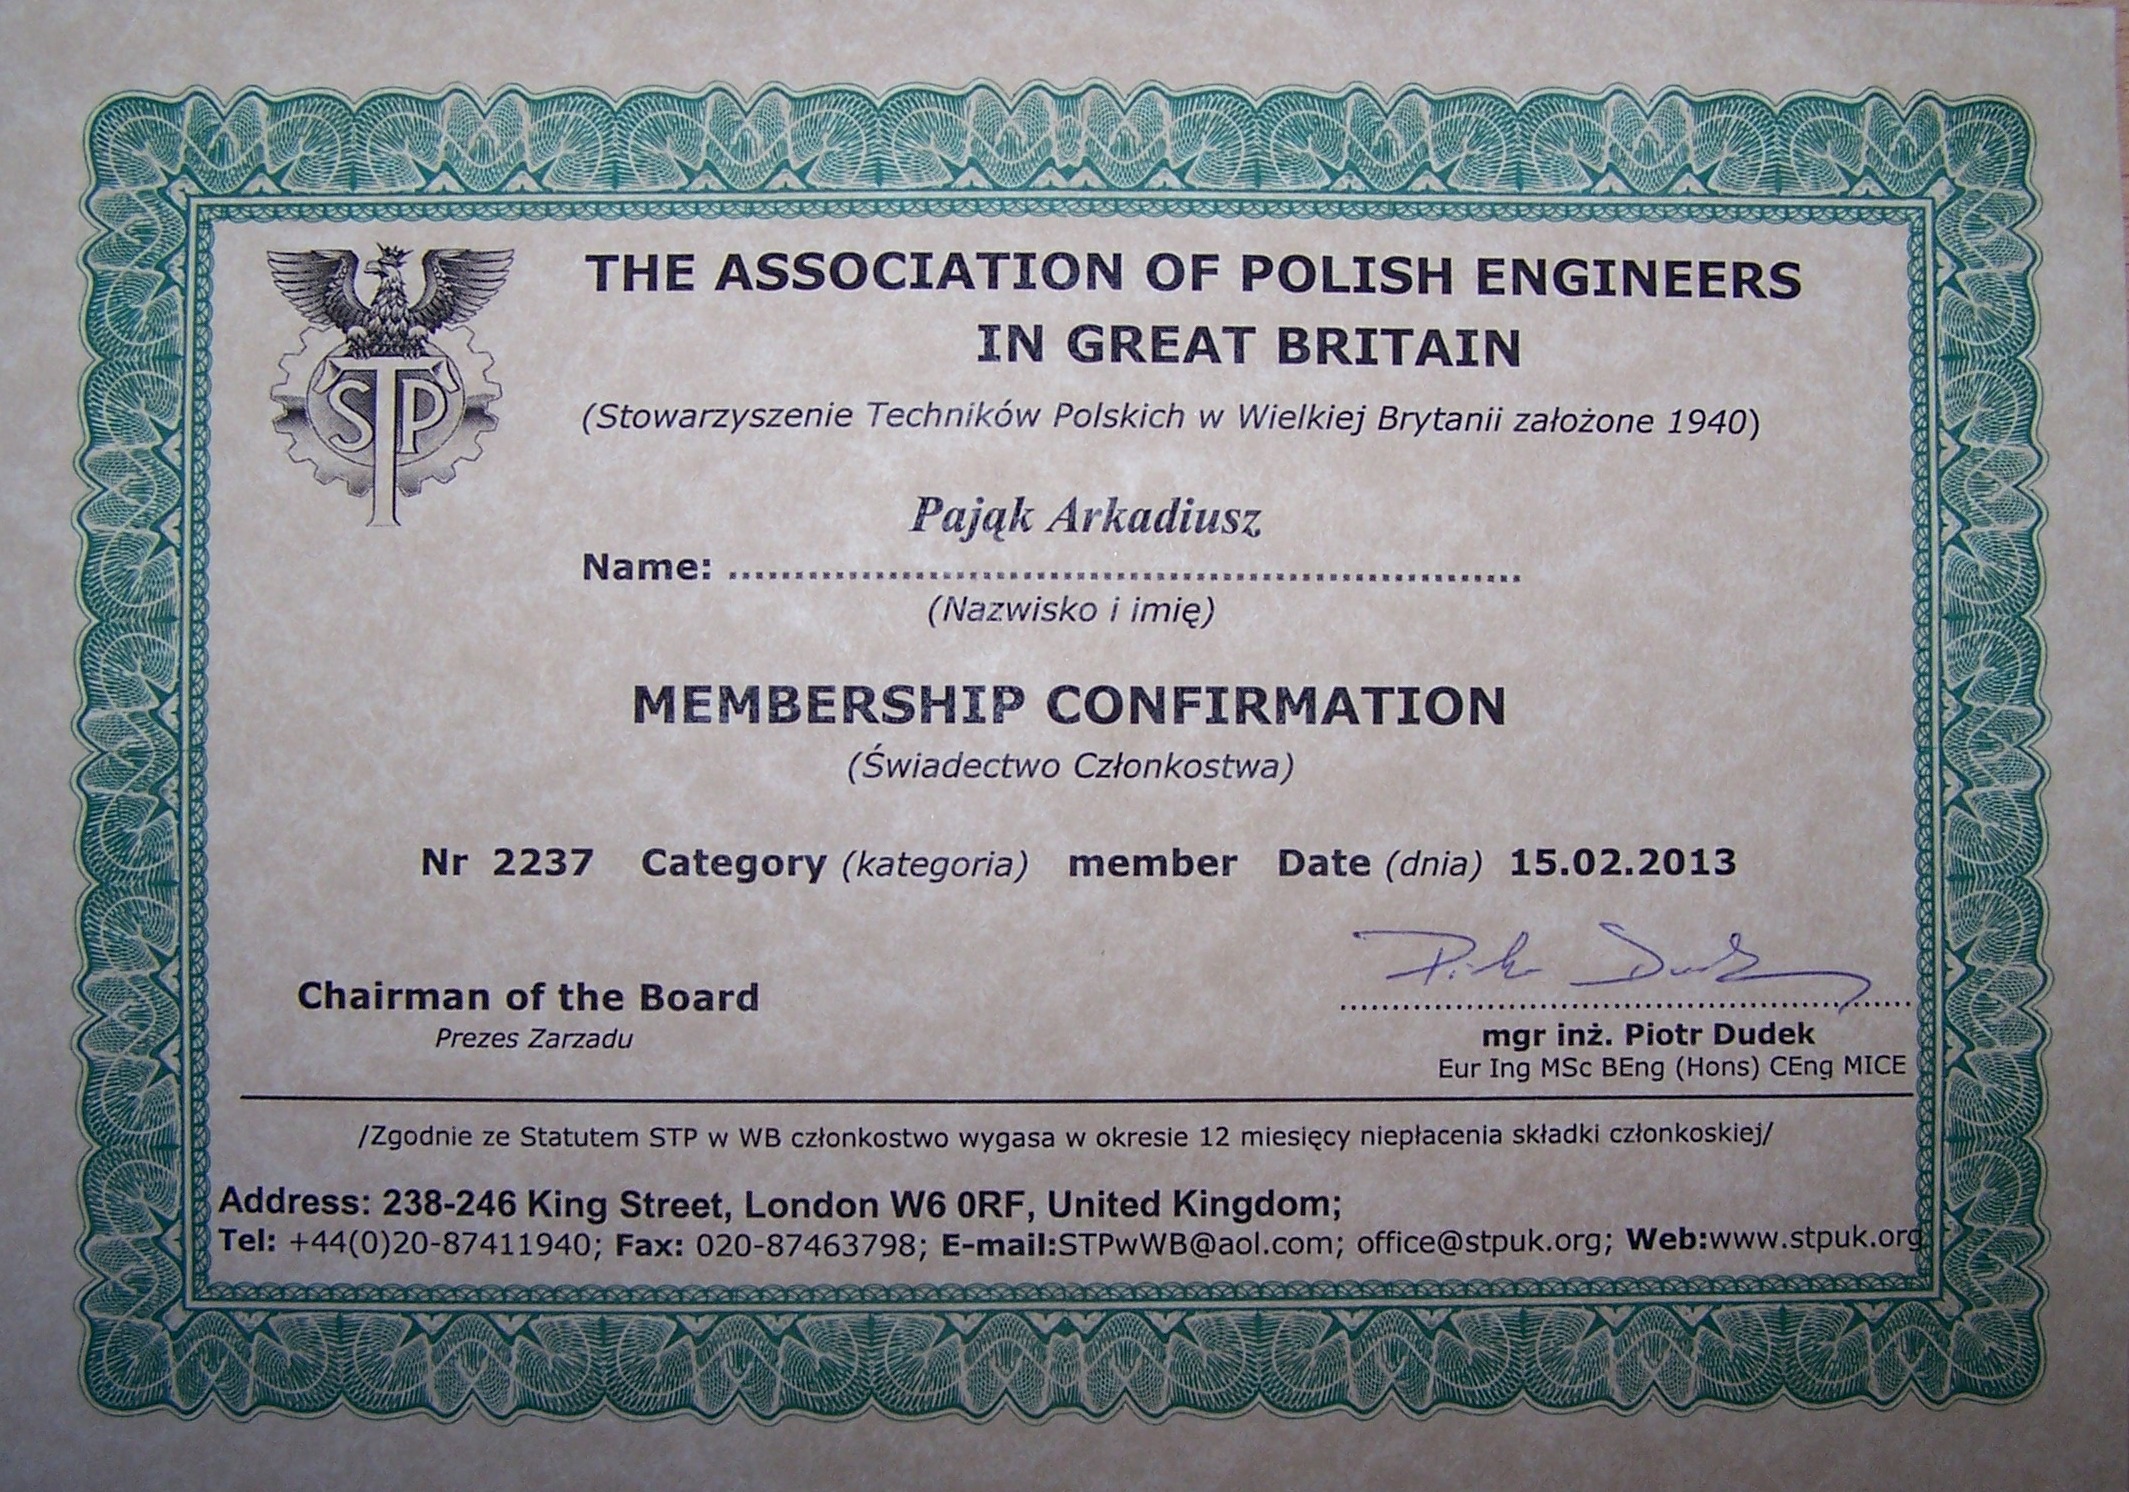 THE ASSOCIATION OF POLISH ENGINEERS
IN GREAT BRITAIN
(Stowarzyszenie Techników Polskich w Wielkiej Brytanii założone 1940)
STP
Pająk Arkadiusz
Name: ........................................................
(Nazwisko i imię)
MEMBERSHIP CONFIRMATION
(Świadectwo Członkostwa)
Nr 2237 Category (kategoria) member Date (dnia) 15.02.2013
Chairman of the Board
Prezes Zarzadu
mgr inż. Piotr Dudek
Eur Ing MSc BEng (Hons) CEng MICE
/Zgodnie ze Statutem STP w WB członkostwo wygasa w okresie 12 miesięcy niepłacenia składki członkoskiej/
Address: 238-246 King Street, London W6 0RF, United Kingdom;
Tel: +44(0)20-87411940; Fax: 020-87463798; E-mail:STPwWB@aol.com; office@stpuk.org; Web:www.stpuk.org